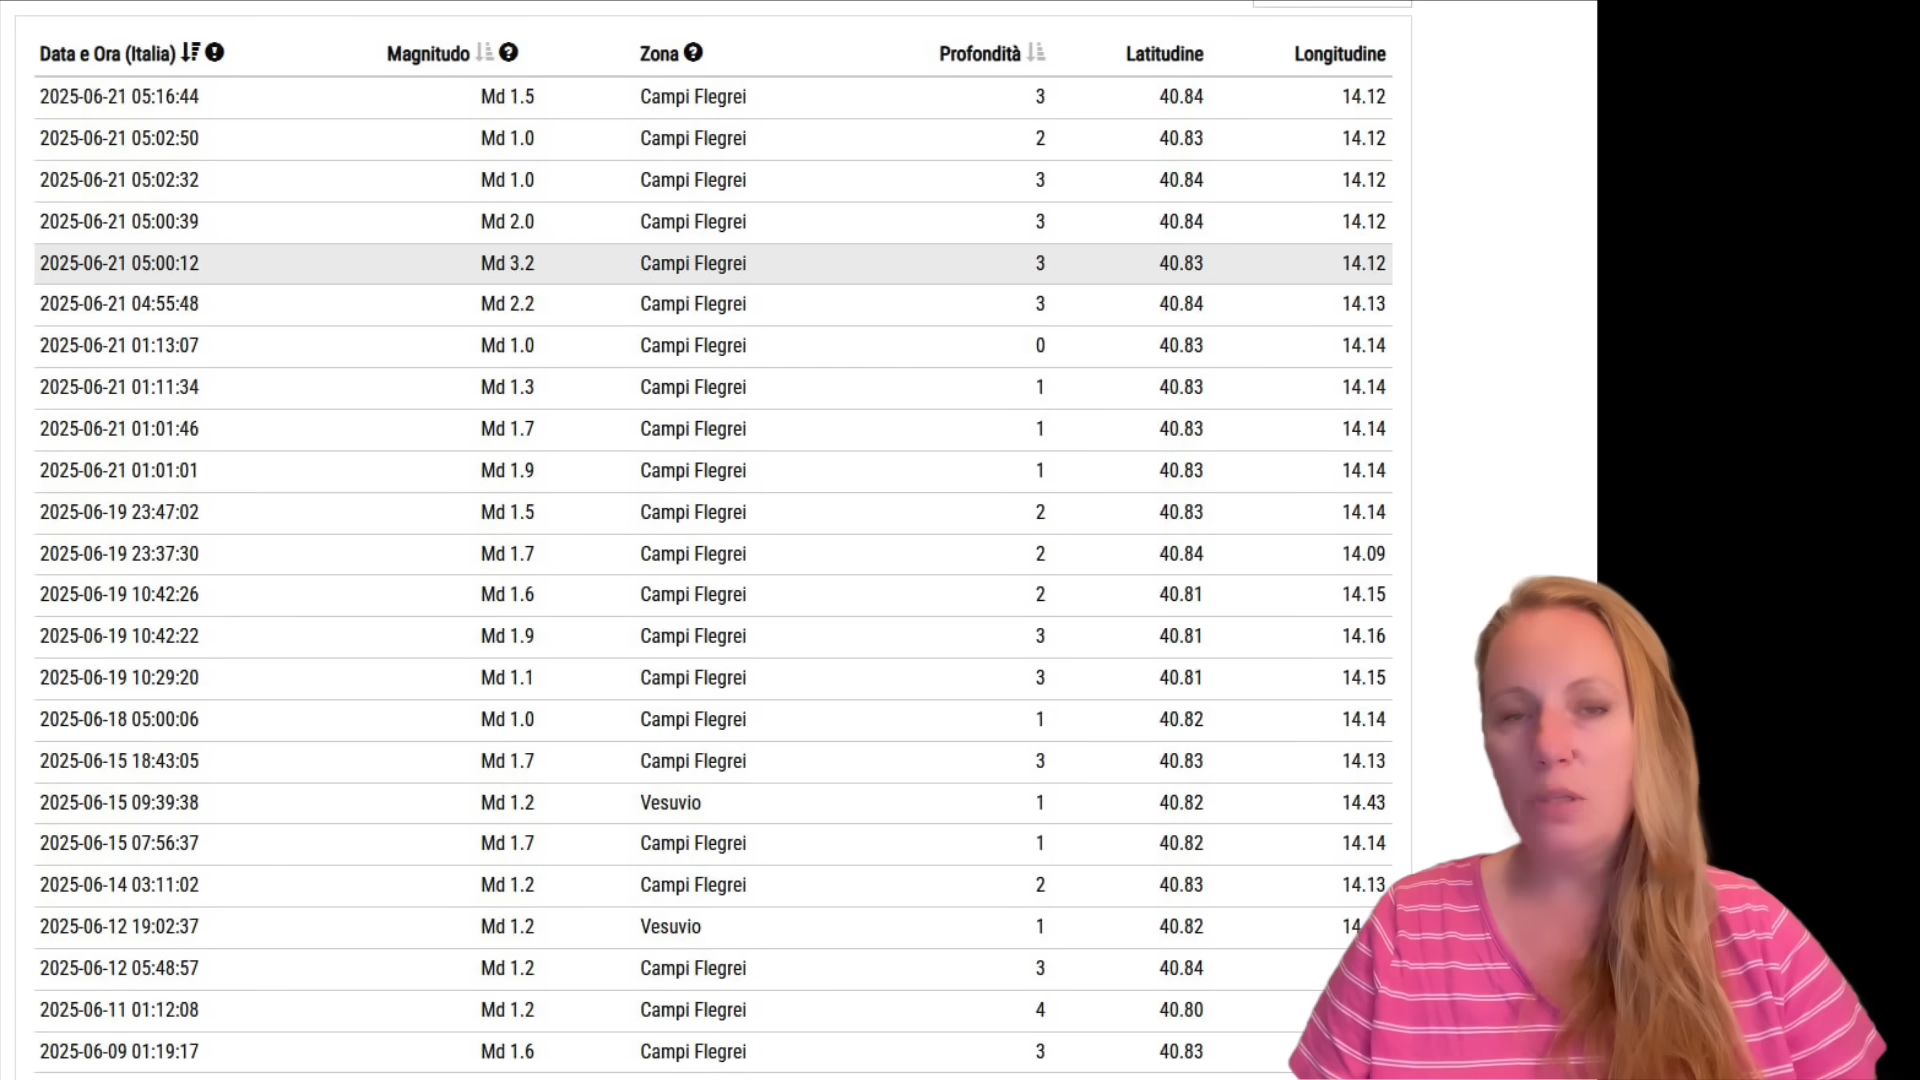 Data e Ora (Italia) Magnitudo Zona Profondità Latitudine Longitudine
2025-06-21 05:16:44 Md 1.5 Campi Flegrei 3 40.84 14.12
2025-06-21 05:02:50 Md 1.0 Campi Flegrei 2 40.83 14.12
2025-06-21 05:02:32 Md 1.0 Campi Flegrei 3 40.84 14.12
2025-06-21 05:00:39 Md 2.0 Campi Flegrei 3 40.84 14.12
2025-06-21 05:00:12 Md 3.2 Campi Flegrei 3 40.83 14.12
2025-06-21 04:55:48 Md 2.2 Campi Flegrei 3 40.84 14.13
2025-06-21 01:13:07 Md 1.0 Campi Flegrei 0 40.83 14.14
2025-06-21 01:11:34 Md 1.3 Campi Flegrei 1 40.83 14.14
2025-06-21 01:01:46 Md 1.7 Campi Flegrei 1 40.83 14.14
2025-06-21 01:01:01 Md 1.9 Campi Flegrei 1 40.83 14.14
2025-06-19 23:47:02 Md 1.5 Campi Flegrei 2 40.83 14.14
2025-06-19 23:37:30 Md 1.7 Campi Flegrei 2 40.84 14.09
2025-06-19 10:42:26 Md 1.6 Campi Flegrei 2 40.81 14.15
2025-06-19 10:42:22 Md 1.9 Campi Flegrei 3 40.81 14.16
2025-06-19 10:29:20 Md 1.1 Campi Flegrei 3 40.81 14.15
2025-06-18 05:00:06 Md 1.0 Campi Flegrei 1 40.82 14.14
2025-06-15 18:43:05 Md 1.7 Campi Flegrei 3 40.83 14.13
2025-06-15 09:39:38 Md 1.2 Vesuvio 1 40.82 14.43
2025-06-15 07:56:37 Md 1.7 Campi Flegrei 1 40.82 14.14
2025-06-14 03:11:02 Md 1.2 Campi Flegrei 2 40.83 14.13
2025-06-12 19:02:37 Md 1.2 Vesuvio 1 40.82
2025-06-12 05:48:57 Md 1.2 Campi Flegrei 3 40.84
2025-06-11 01:12:08 Md 1.2 Campi Flegrei 4 40.80
2025-06-09 01:19:17 Md 1.6 Campi Flegrei 3 40.83